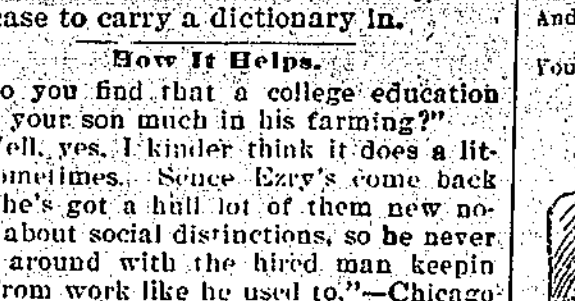 ase to carry a dictionary in.
How It Helps.
o you find that a college education
your son much in his farming?"
ell, yes, I kinder think it does a lit-
ometimes. Sence Ezry's come back
he's got a hull lot of them new no-
about social distinctions, so he never
around with the hired man keepin
rom work like he used to."—Chicago
And
You